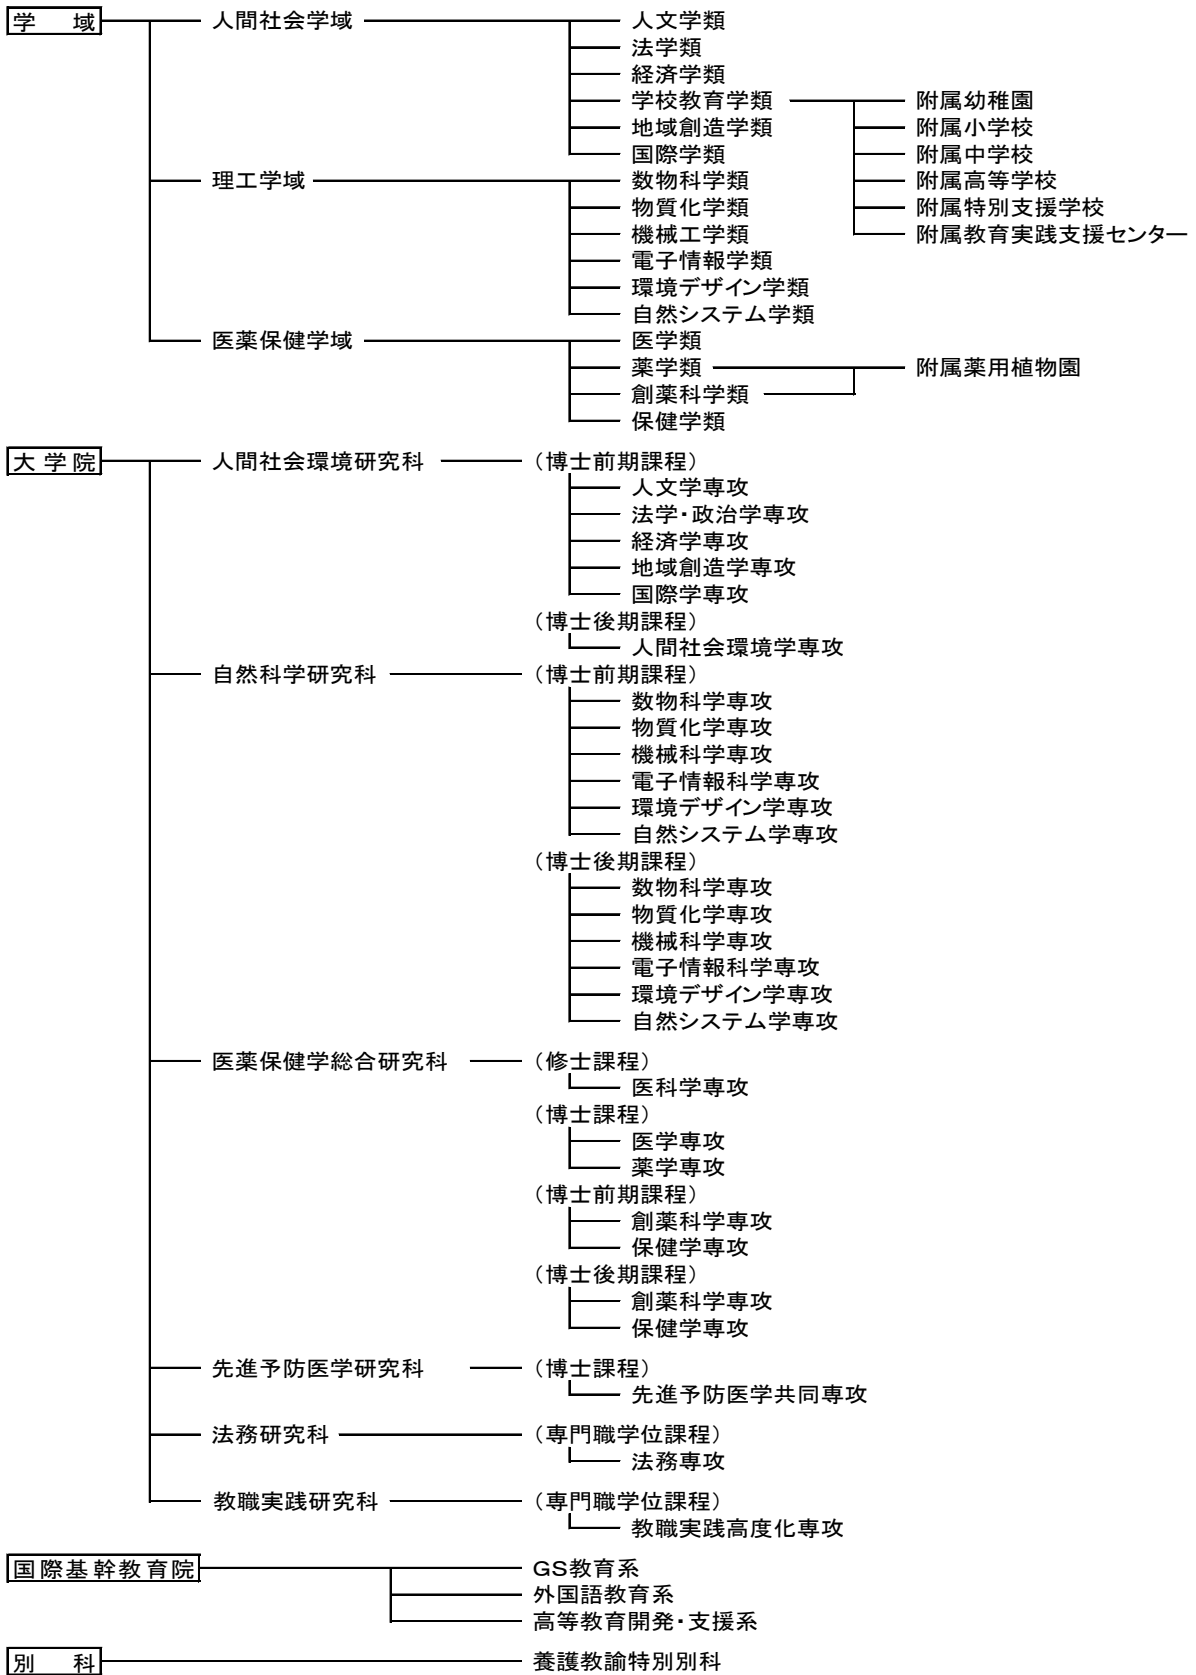 学 域 人間社会学域 人文学類
法学類
経済学類
学校教育学類 附属幼稚園
地域創造学類 附属小学校
国際学類 附属中学校
理工学域 数物科学類 附属高等学校
物質化学類 附属特別支援学校
機械工学類 附属教育実践支援センター
電子情報学類
環境デザイン学類
自然システム学類
医薬保健学域 医学類
薬学類 附属薬用植物園
創薬科学類
保健学類
大学院 人間社会環境研究科 (博士前期課程)
人文学専攻
法学・政治学専攻
経済学専攻
地域創造学専攻
国際学専攻
(博士後期課程)
人間社会環境学専攻
自然科学研究科 (博士前期課程)
数物科学専攻
物質化学専攻
機械科学専攻
電子情報科学専攻
環境デザイン学専攻
自然システム学専攻
(博士後期課程)
数物科学専攻
物質化学専攻
機械科学専攻
電子情報科学専攻
環境デザイン学専攻
自然システム学専攻
医薬保健学総合研究科 (修士課程)
医科学専攻
(博士課程)
医学専攻
薬学専攻
(博士前期課程)
創薬科学専攻
保健学専攻
(博士後期課程)
創薬科学専攻
保健学専攻
先進予防医学研究科 (博士課程)
先進予防医学共同専攻
法務研究科 (専門職学位課程)
法務専攻
教職実践研究科 (専門職学位課程)
教職実践高度化専攻
国際基幹教育院 GS教育系
外国語教育系
高等教育開発・支援系
別 科 養護教諭特別別科